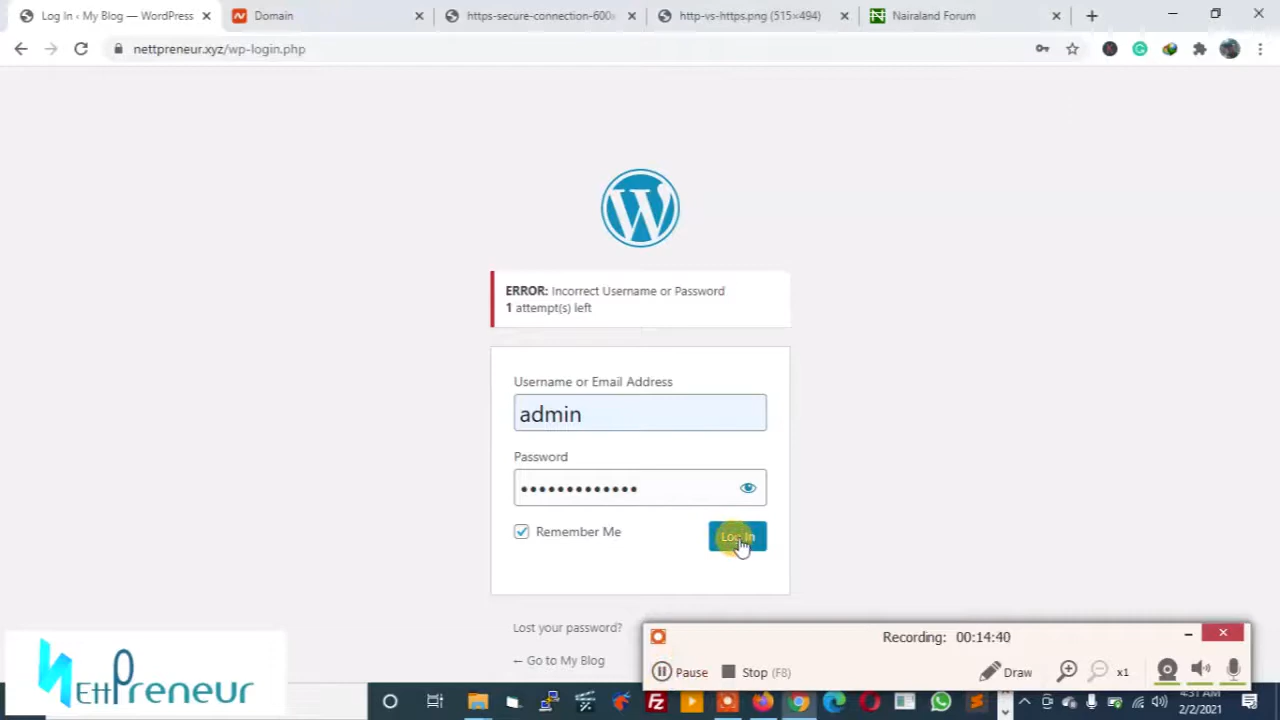 Log In ‹ My Blog — WordPress
Domain
https-secure-connection-600x
http-vs-https.png (515×494)
Nairaland Forum
nettpreneur.xyz/wp-login.php
ERROR: Incorrect Username or Password
1 attempt(s) left
Username or Email Address
admin
Password
Remember Me
Log In
Lost your password?
← Go to My Blog
Recording: 00:14:40
Pause
Stop (F8)
Draw
x1
NEttPreneur
4:31 AM
2/2/2021